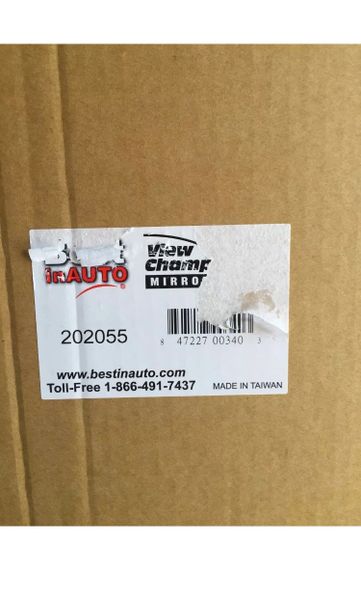 inAUTO
View
Champ
MIRRO
202055
8 47227 00340 3
www.bestinauto.com
Toll-Free 1-866-491-7437
MADE IN TAIWAN